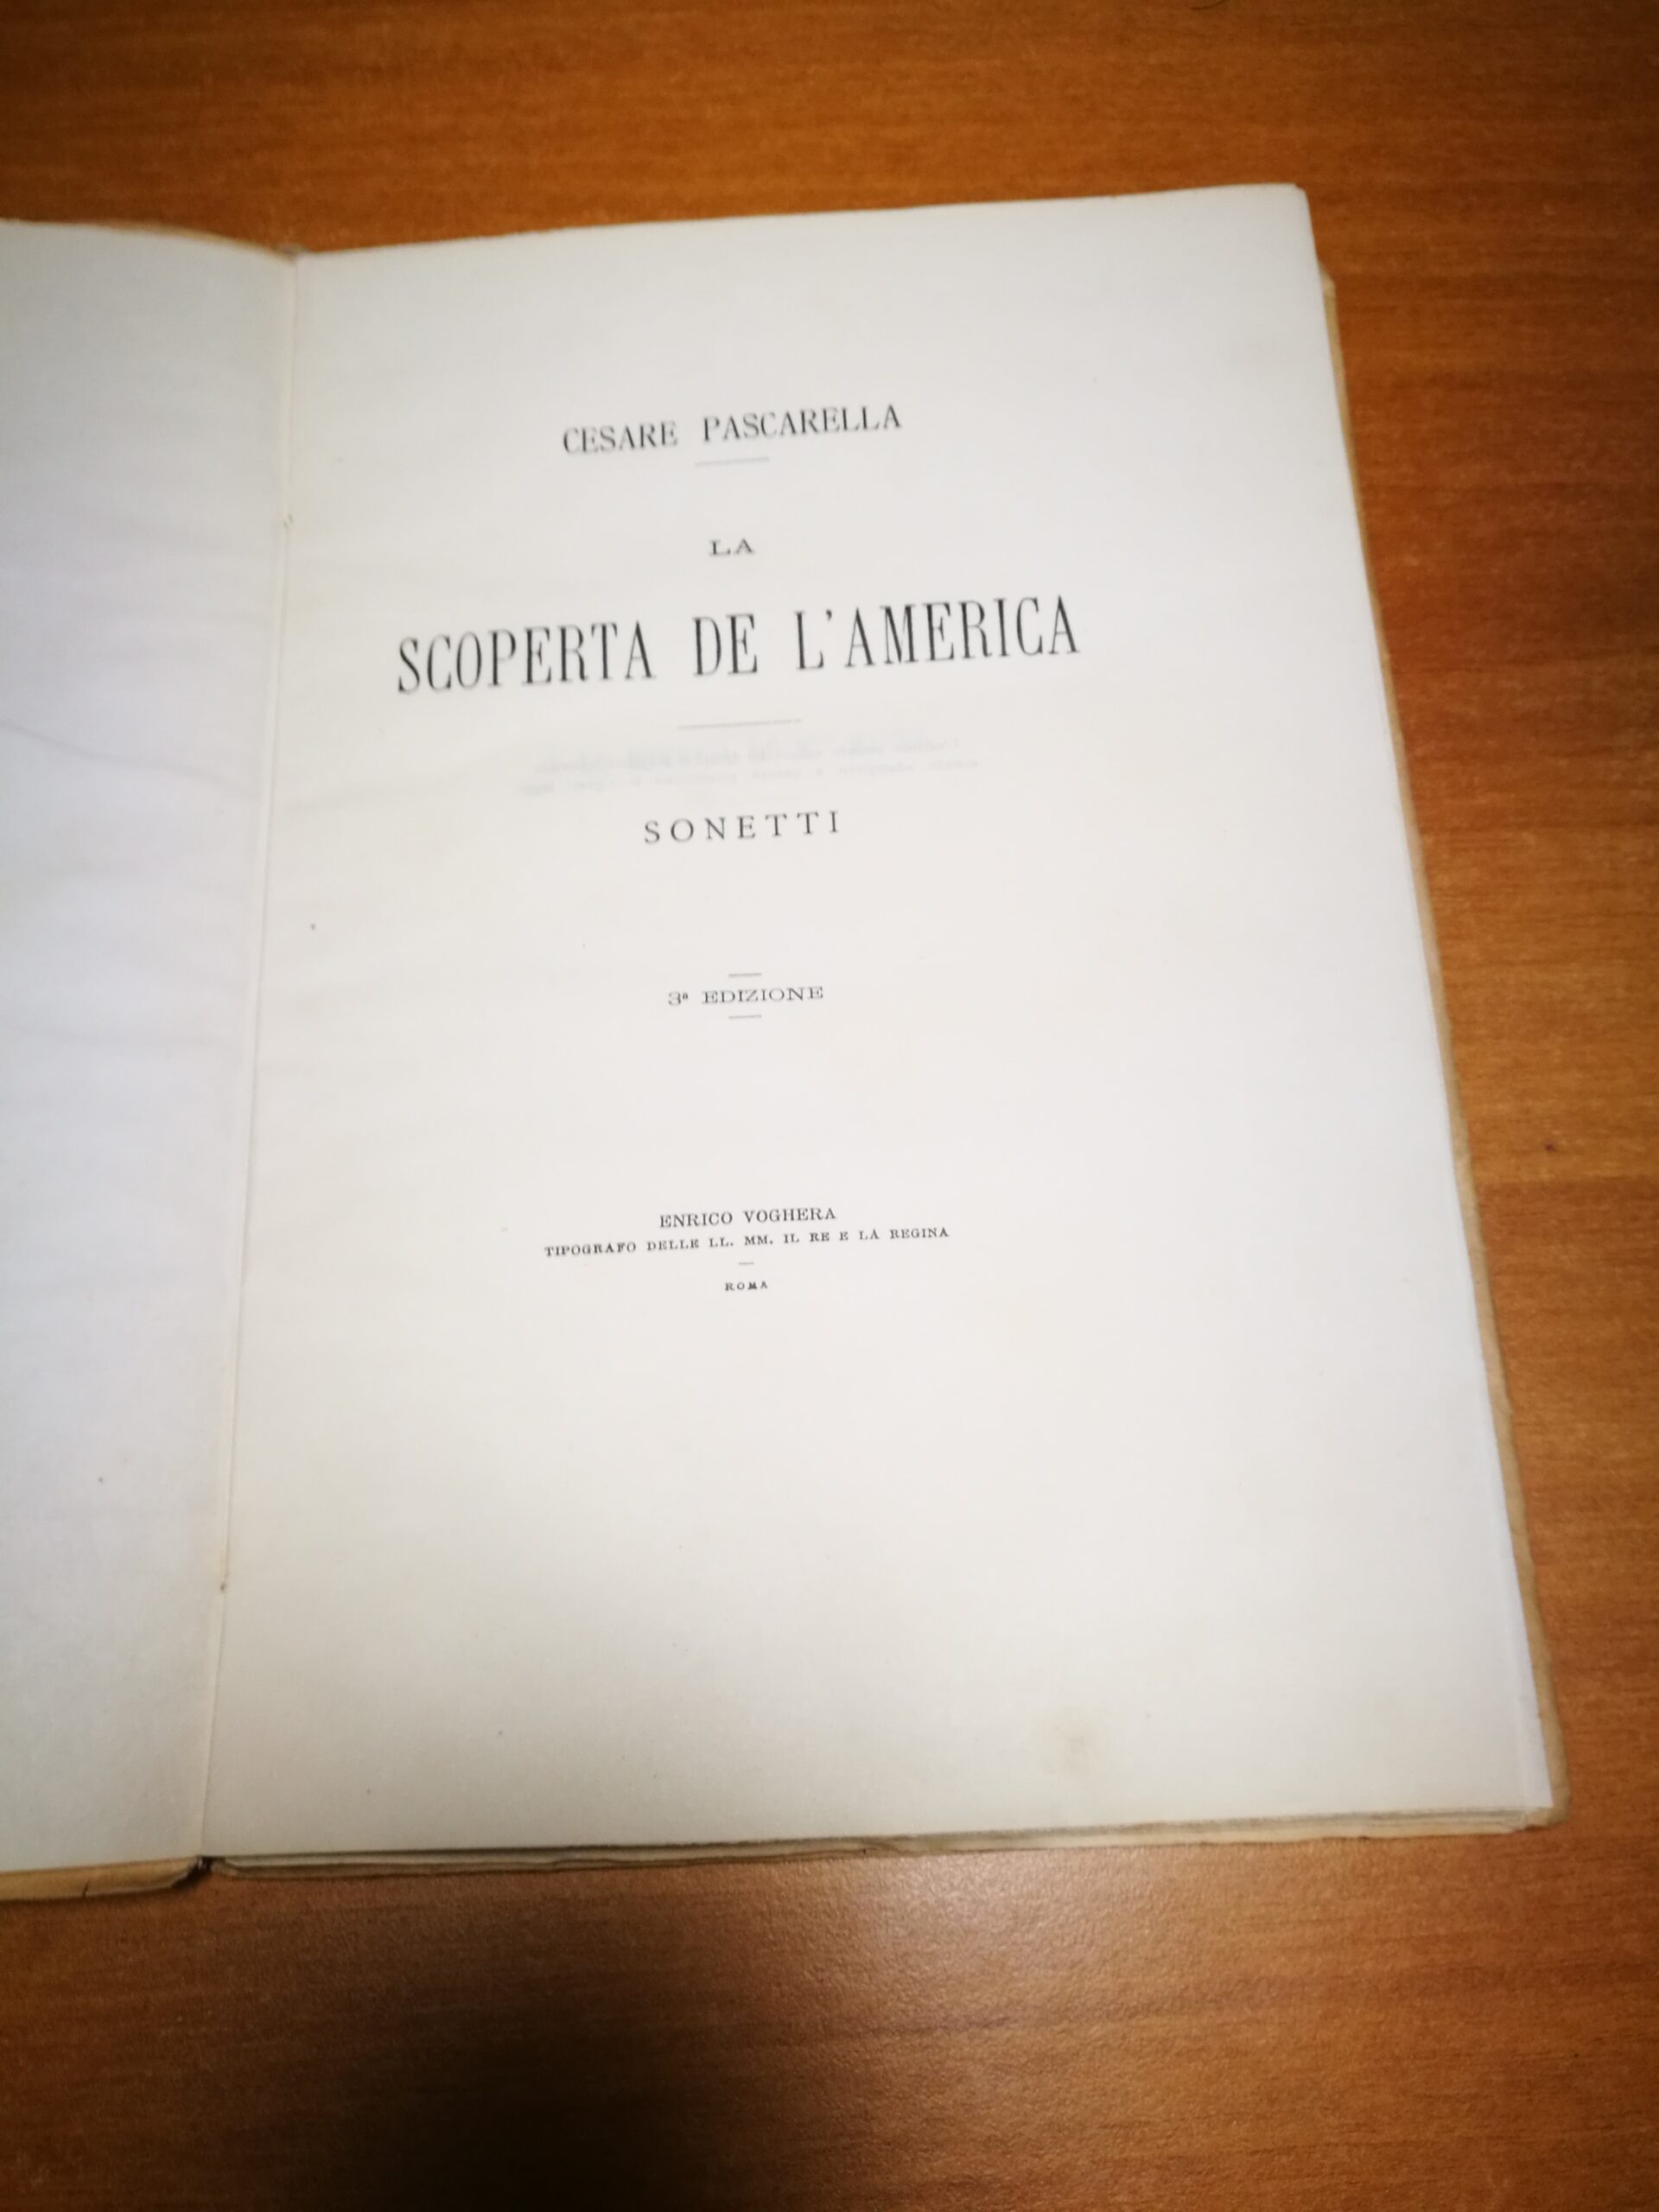 CESARE PASCARELLA
LA
SCOPERTA DE L'AMERICA
SONETTI
3ª EDIZIONE
ENRICO VOGHERA
TIPOGRAFO DELLE LL. MM. IL RE E LA REGINA
ROMA